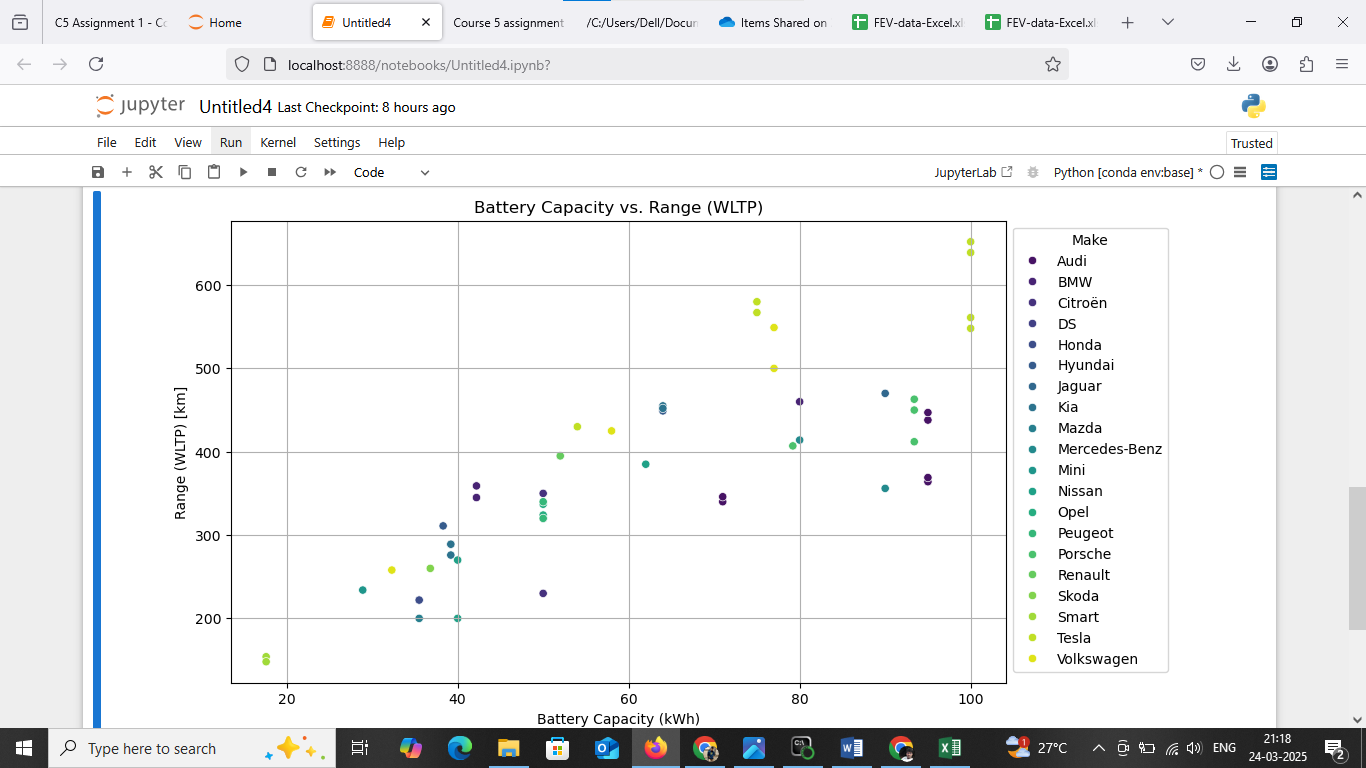 C5 Assignment 1 - Co
Home
Untitled4
Course 5 assignment
/C:/Users/Dell/Docun
Items Shared on
FEV-data-Excel.xl
FEV-data-Excel.xl
localhost:8888/notebooks/Untitled4.ipynb?
jupyter Untitled4 Last Checkpoint: 8 hours ago
File Edit View Run Kernel Settings Help
Trusted
Code
JupyterLab
Python [conda env:base] *
Battery Capacity vs. Range (WLTP)
Range (WLTP) [km]
600
500
400
300
200
20 40 60 80 100
Battery Capacity (kWh)
Make
Audi
BMW
Citroën
DS
Honda
Hyundai
Jaguar
Kia
Mazda
Mercedes-Benz
Mini
Nissan
Opel
Peugeot
Porsche
Renault
Skoda
Smart
Tesla
Volkswagen
Type here to search
1
27°C
ENG
21:18
24-03-2025
2